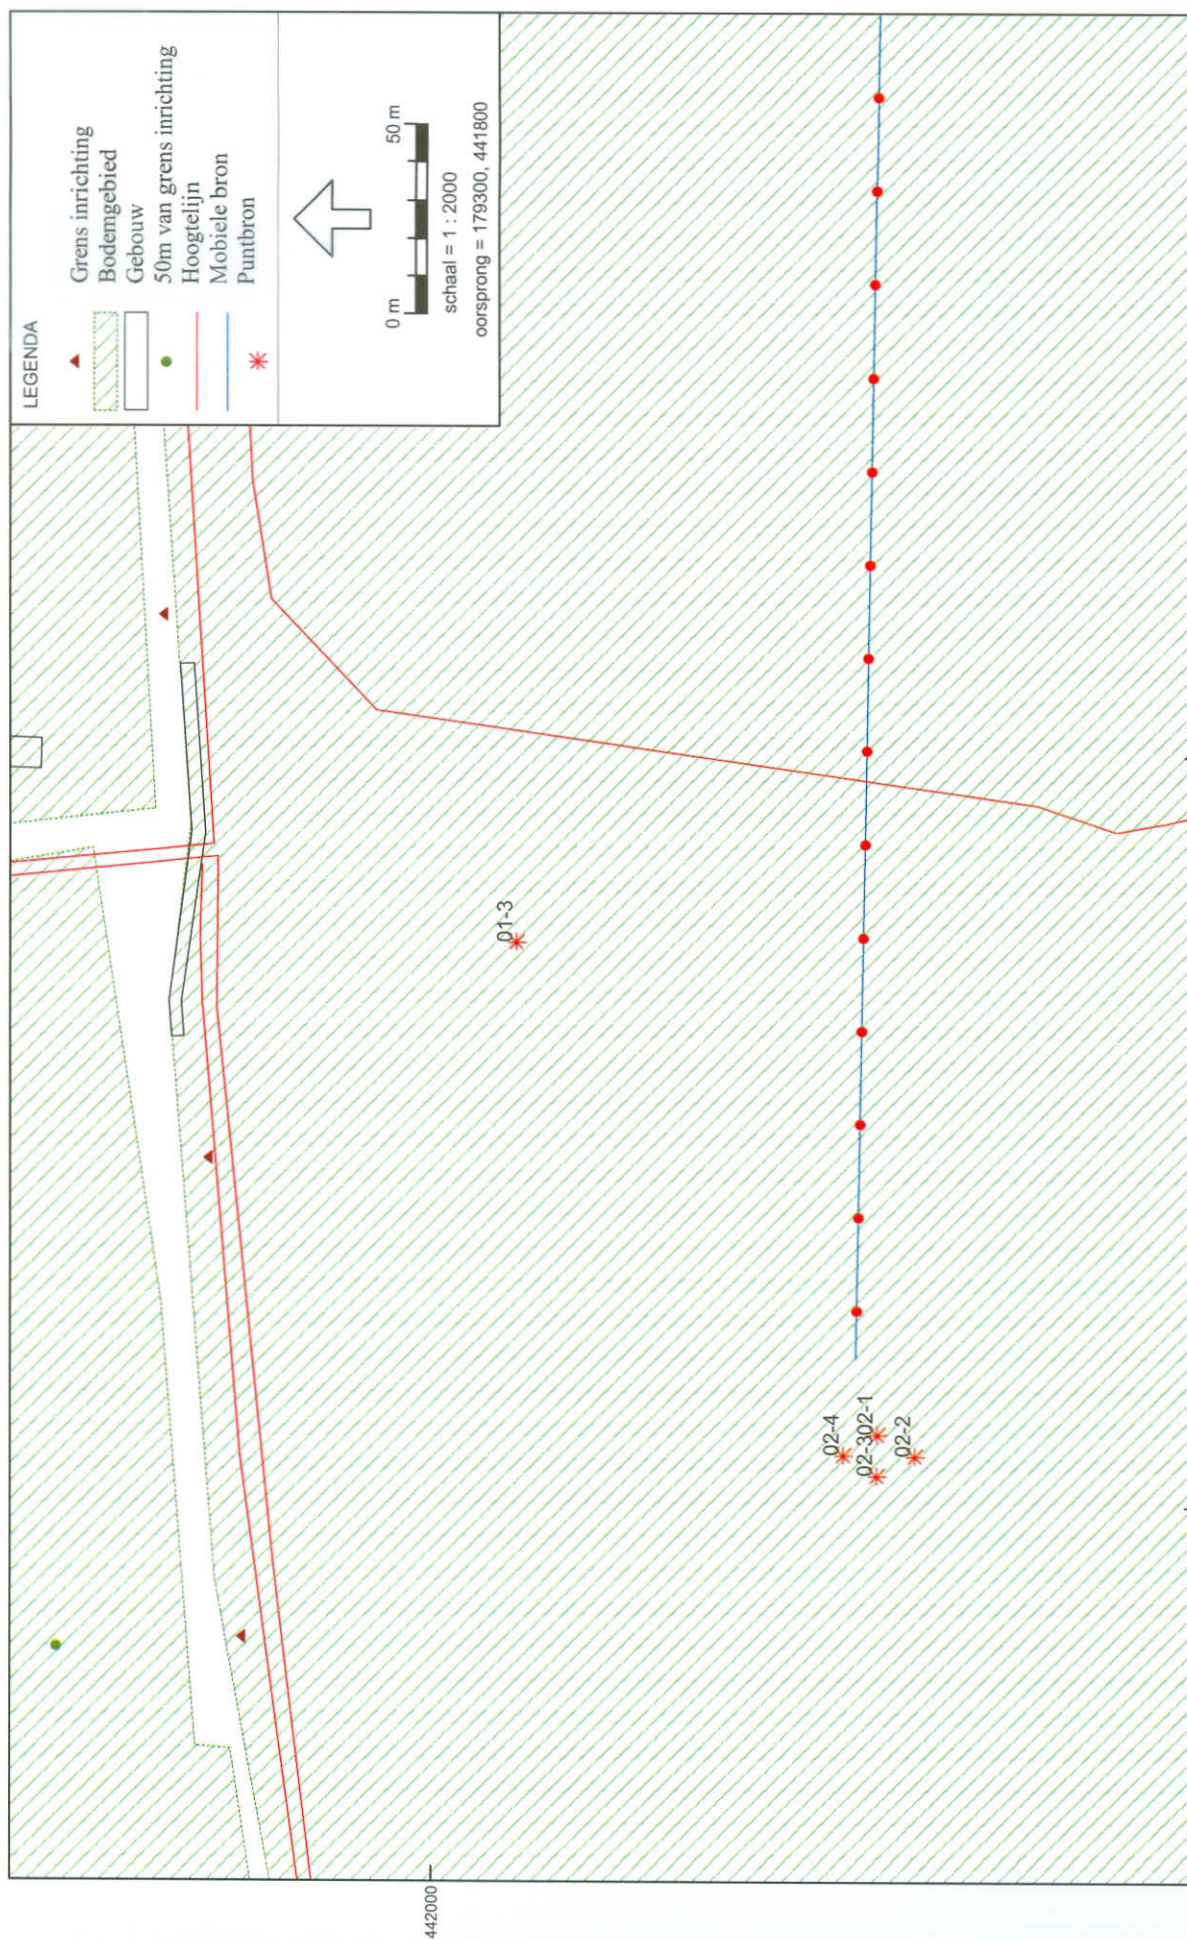 LEGENDA
Grens inrichting
Bodemgebied
Gebouw
50m van grens inrichting
Hoogtelijn
Mobiele bron
Puntbron
0 m 50 m
schaal = 1 : 2000
oorsprong = 179300, 441800
01-3
02-4
02-302-1
02-2
442000